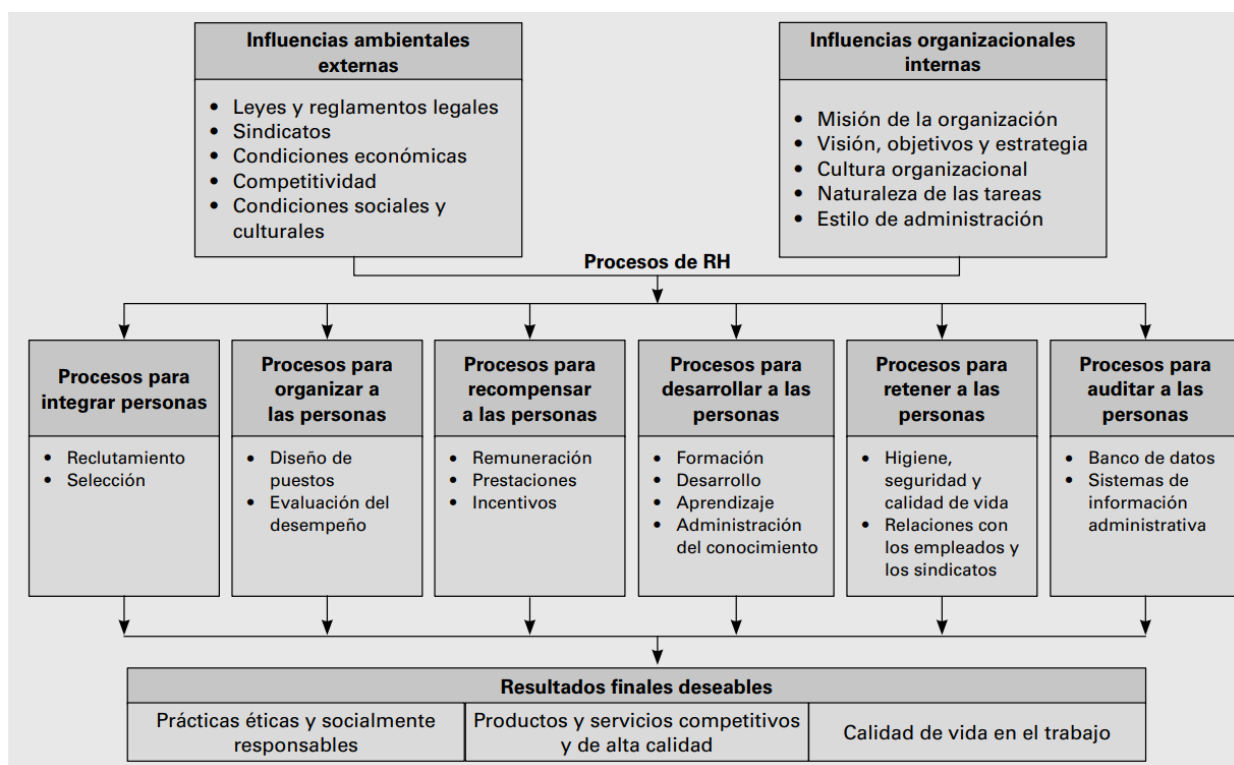 Influencias ambientales
externas
• Leyes y reglamentos legales
• Sindicatos
• Condiciones económicas
• Competitividad
• Condiciones sociales y
culturales
Influencias organizacionales
internas
• Misión de la organización
• Visión, objetivos y estrategia
• Cultura organizacional
• Naturaleza de las tareas
• Estilo de administración
Procesos de RH
Procesos para
integrar personas
• Reclutamiento
• Selección
Procesos para
organizar a
las personas
• Diseño de
puestos
• Evaluación del
desempeño
Procesos para
recompensar
a las personas
• Remuneración
• Prestaciones
• Incentivos
Procesos para
desarrollar a las
personas
• Formación
• Desarrollo
• Aprendizaje
• Administración
del conocimiento
Procesos para
retener a las
personas
• Higiene,
seguridad y
calidad de vida
• Relaciones con
los empleados y
los sindicatos
Procesos para
auditar a las
personas
• Banco de datos
• Sistemas de
información
administrativa
Resultados finales deseables
Prácticas éticas y socialmente
responsables
Productos y servicios competitivos
y de alta calidad
Calidad de vida en el trabajo